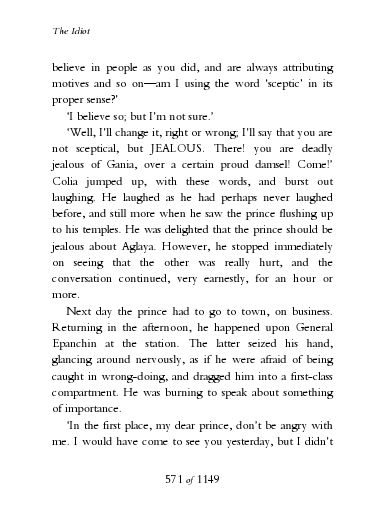 The Idiot
believe in people as you did, and are always attributing
motives and so on—am I using the word 'sceptic' in its
proper sense?'
'I believe so; but I'm not sure.'
'Well, I'll change it, right or wrong; I'll say that you are
not sceptical, but JEALOUS. There! you are deadly
jealous of Gania, over a certain proud damsel! Come!'
Colia jumped up, with these words, and burst out
laughing. He laughed as he had perhaps never laughed
before, and still more when he saw the prince flushing up
to his temples. He was delighted that the prince should be
jealous about Aglaya. However, he stopped immediately
on seeing that the other was really hurt, and the
conversation continued, very earnestly, for an hour or
more.
Next day the prince had to go to town, on business.
Returning in the afternoon, he happened upon General
Epanchin at the station. The latter seized his hand,
glancing around nervously, as if he were afraid of being
caught in wrong-doing, and dragged him into a first-class
compartment. He was burning to speak about something
of importance.
'In the first place, my dear prince, don't be angry with
me. I would have come to see you yesterday, but I didn't
571 of 1149